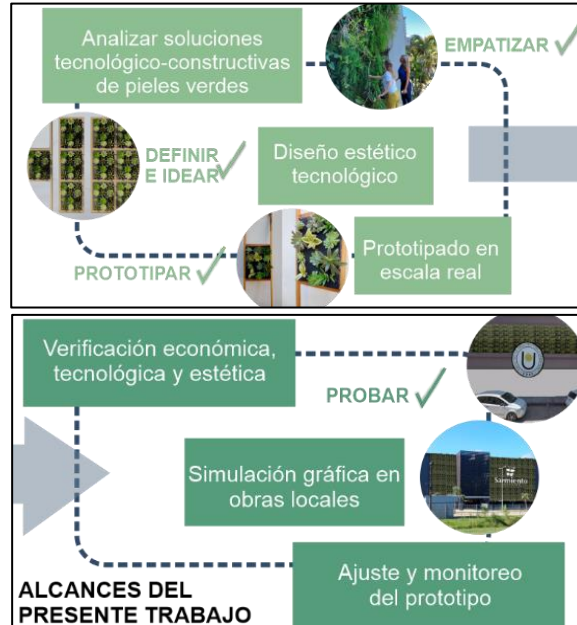 Analizar soluciones
tecnológico-constructivas
de pieles verdes
EMPATIZAR
DEFINIR
E IDEAR
Diseño estético
tecnológico
PROTOTIPAR
Prototipado en
escala real
Verificación económica,
tecnológica y estética
PROBAR
Simulación gráfica en
obras locales
Sarmiento
Ajuste y monitoreo
del prototipo
ALCANCES DEL
PRESENTE TRABAJO